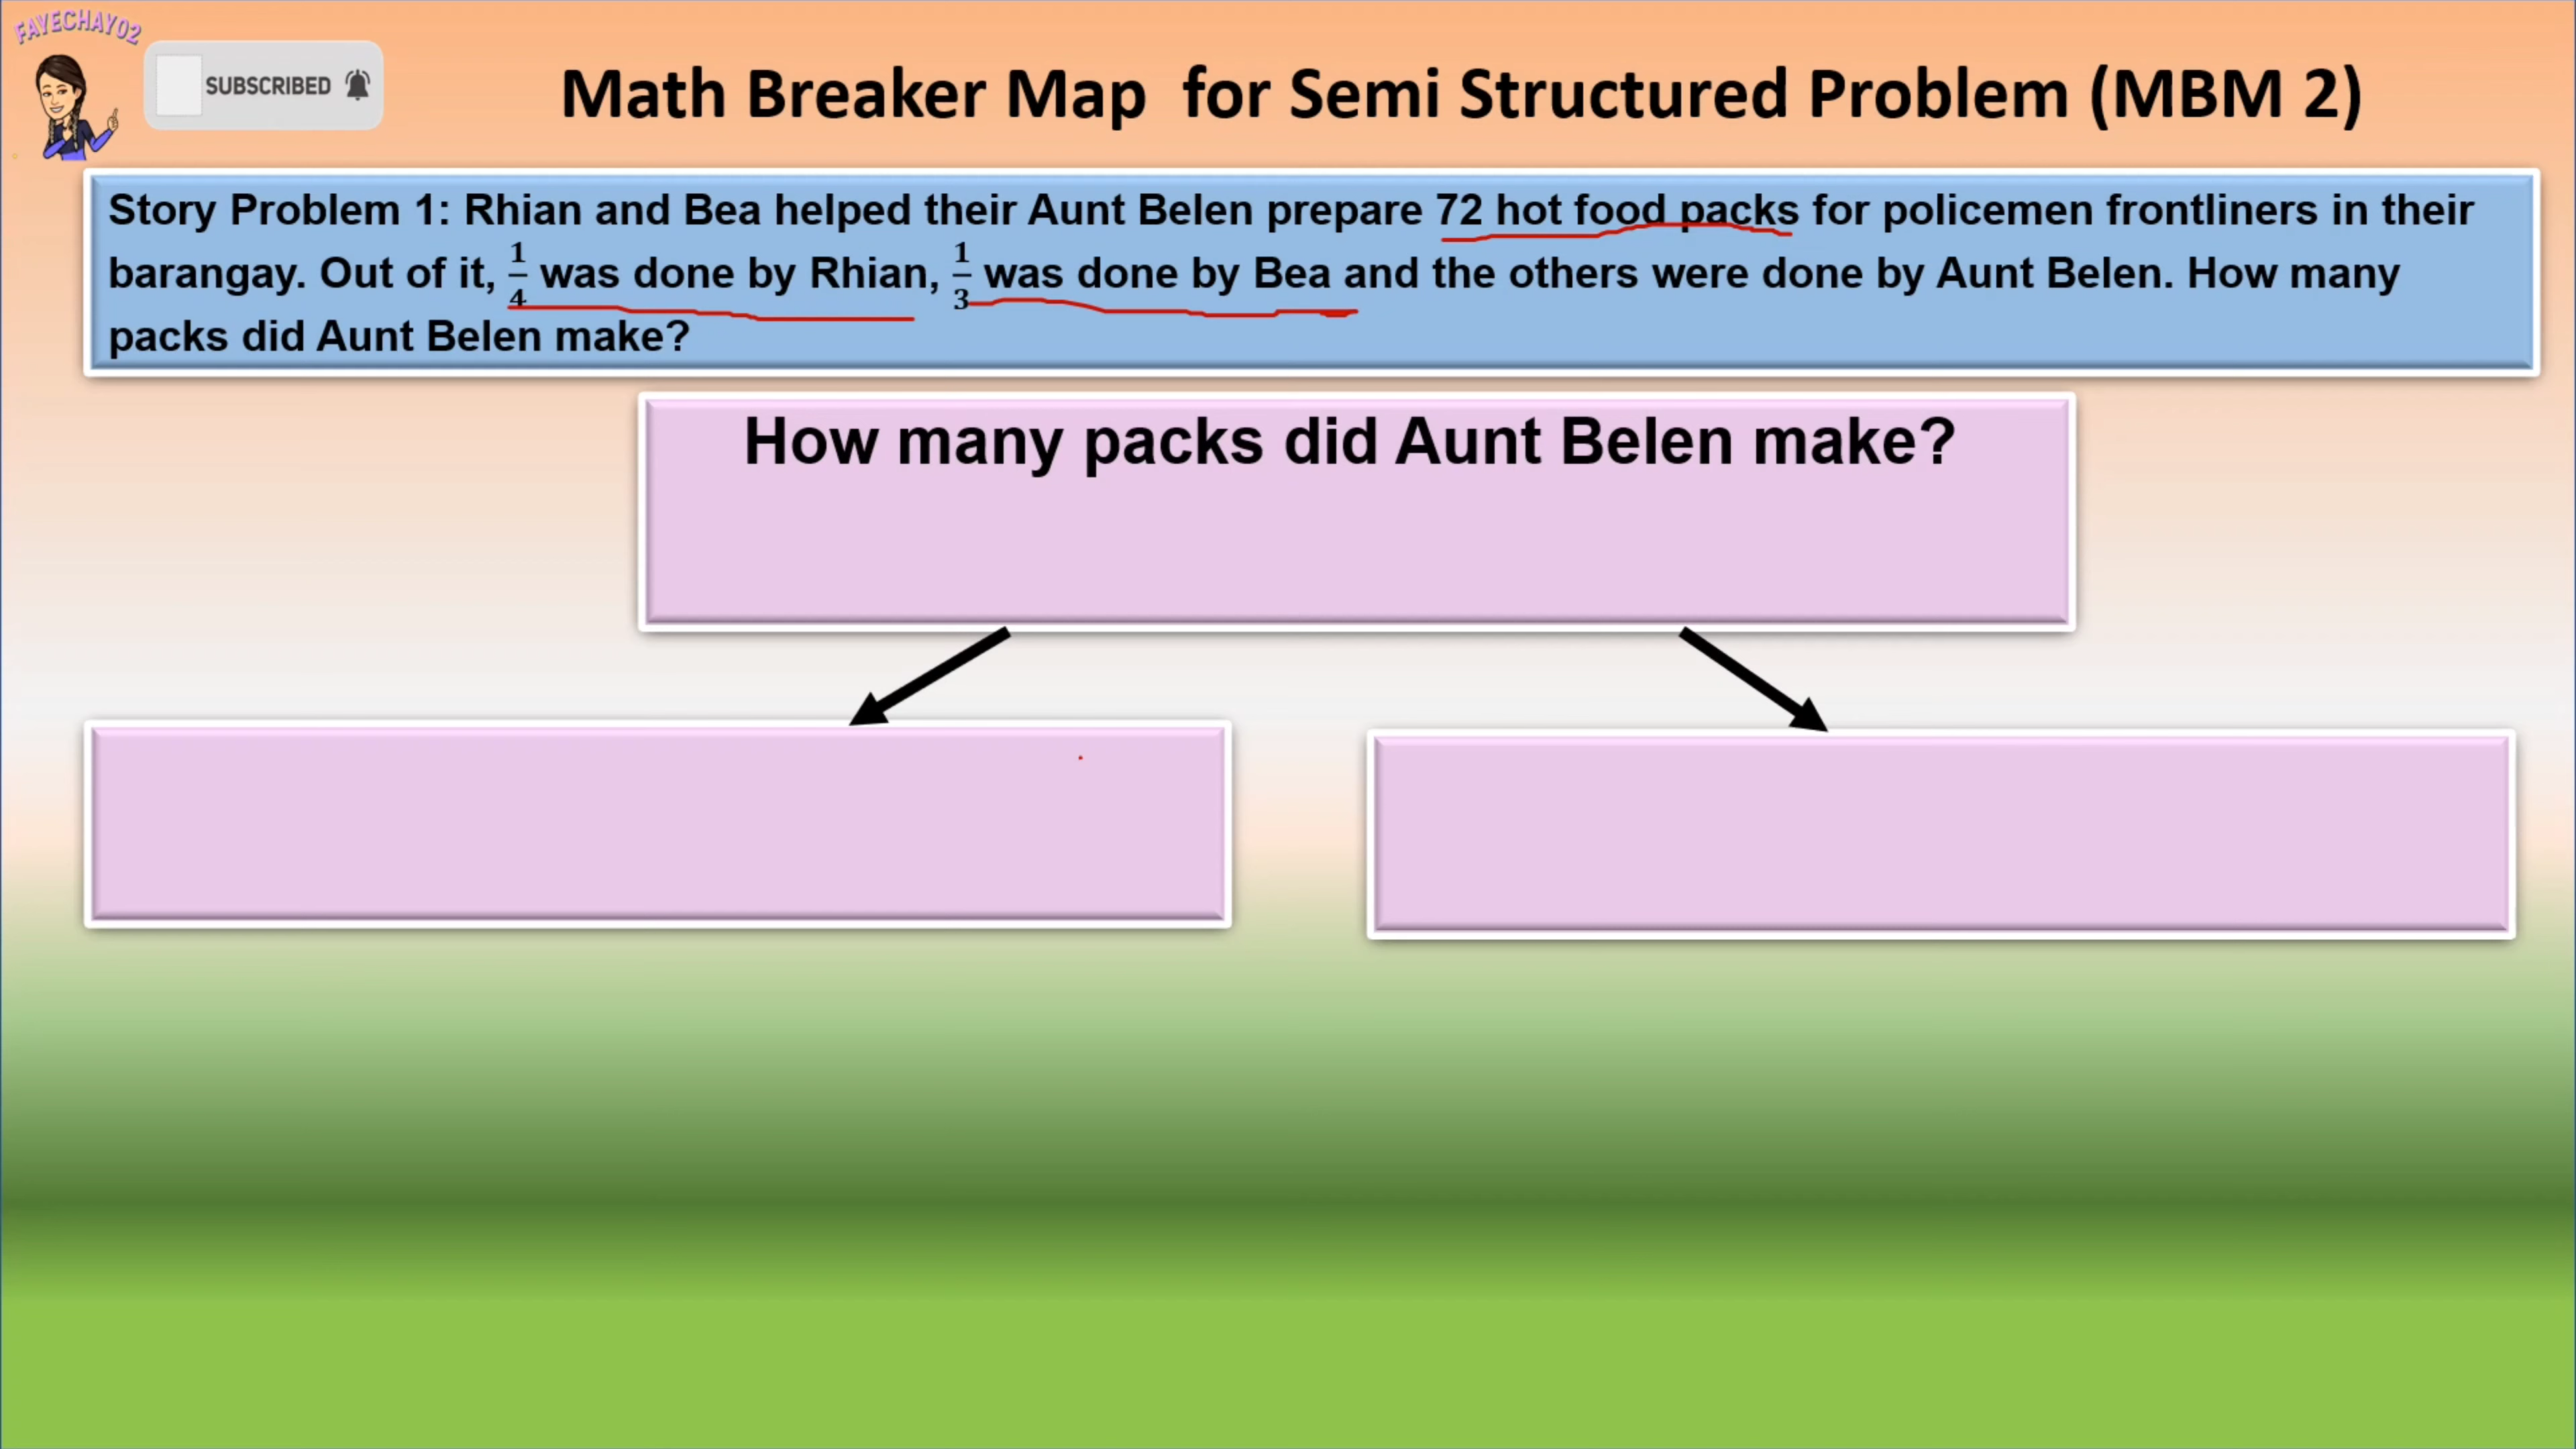 FAYECHAY02
SUBSCRIBED
Math Breaker Map for Semi Structured Problem (MBM 2)
Story Problem 1: Rhian and Bea helped their Aunt Belen prepare 72 hot food packs for policemen frontliners in their
barangay. Out of it, 1/4 was done by Rhian, 1/3 was done by Bea and the others were done by Aunt Belen. How many
packs did Aunt Belen make?
How many packs did Aunt Belen make?